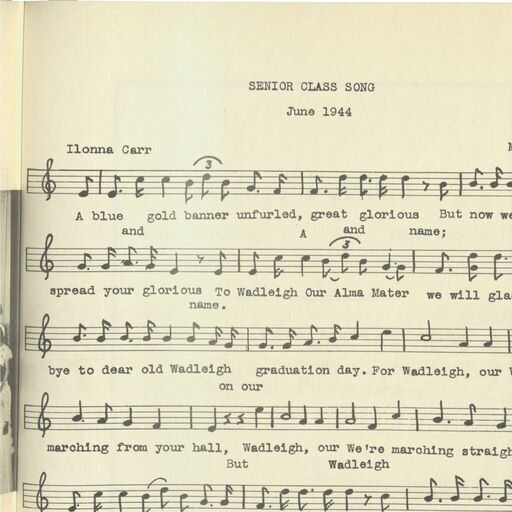 SENIOR CLASS SONG
June 1944
Ilonna Carr M
3
A blue gold banner unfurled, great glorious But now we
and A and name;
3
spread your glorious To Wadleigh Our Alma Mater we will gla
name.
bye to dear old Wadleigh graduation day. For Wadleigh, our W
on our
marching from your hall, Wadleigh, our We're marching straigh
But Wadleigh